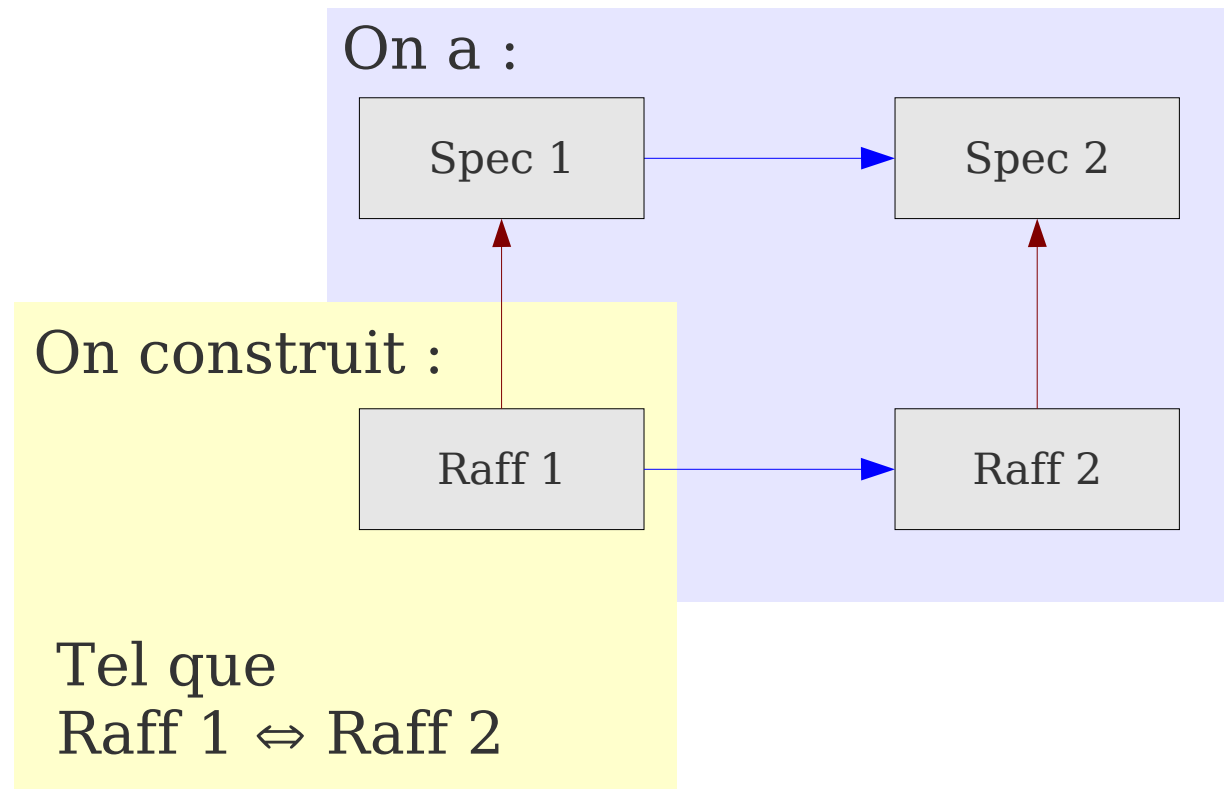 On a :
Spec 1
Spec 2
On construit :
Raff 1
Raff 2
Tel que
Raff 1 ⇔ Raff 2